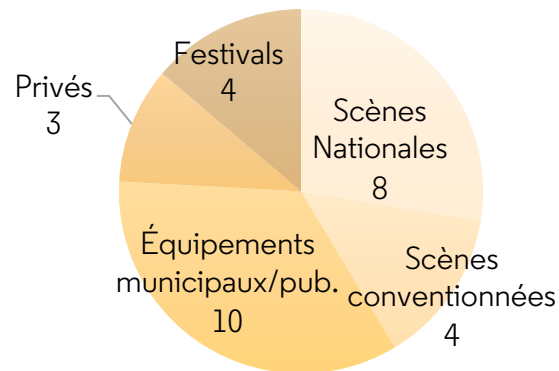 Festivals
4
Privés
3
Scènes
Nationales
8
Équipements
municipaux/pub.
10
Scènes
conventionnées
4